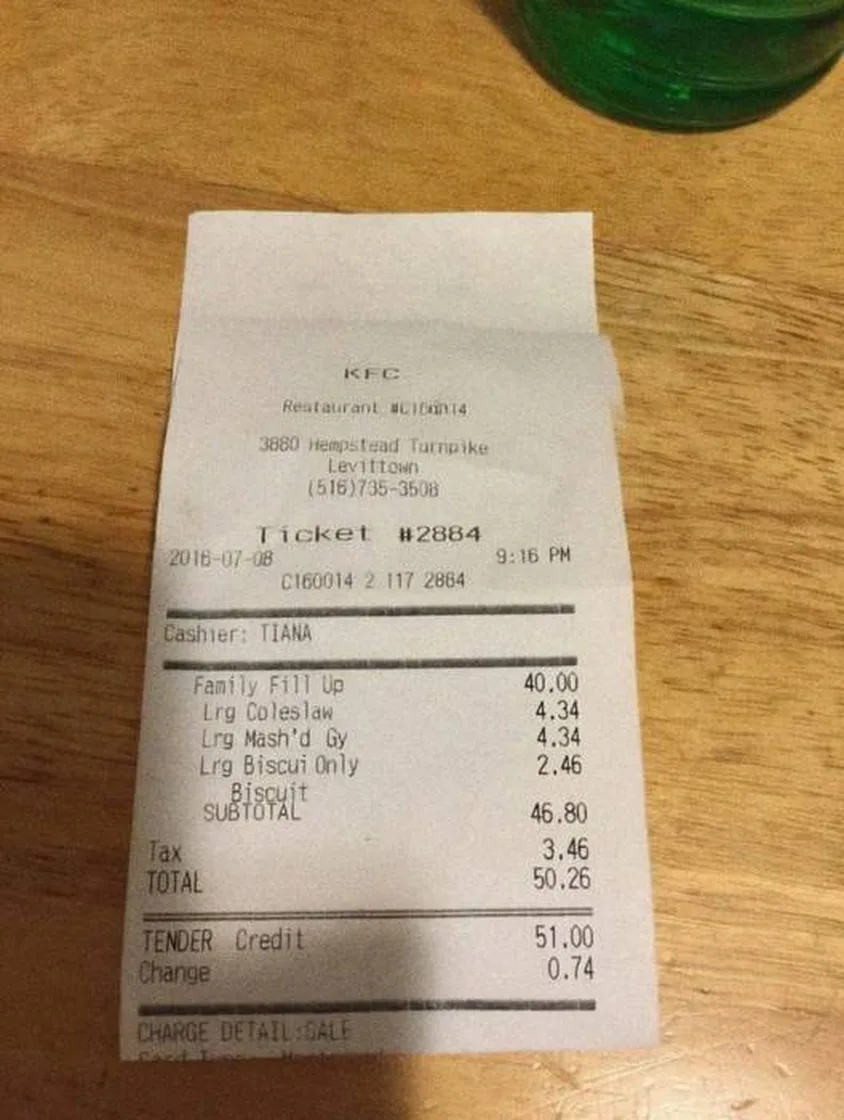 KFC
Restaurant #C160014
3880 Hempstead Turnpike
Levittown
(516)735-3508
Ticket #2884
2016-07-08 9:16 PM
C160014 2 117 2884
Cashier: TIANA
Family Fill Up 40.00
Lrg Coleslaw 4.34
Lrg Mash'd Gy 4.34
Lrg Biscui Only 2.46
Biscuit
SUBTOTAL 46.80
Tax 3.46
TOTAL 50.26
TENDER Credit 51.00
Change 0.74
CHARGE DETAIL:SALE